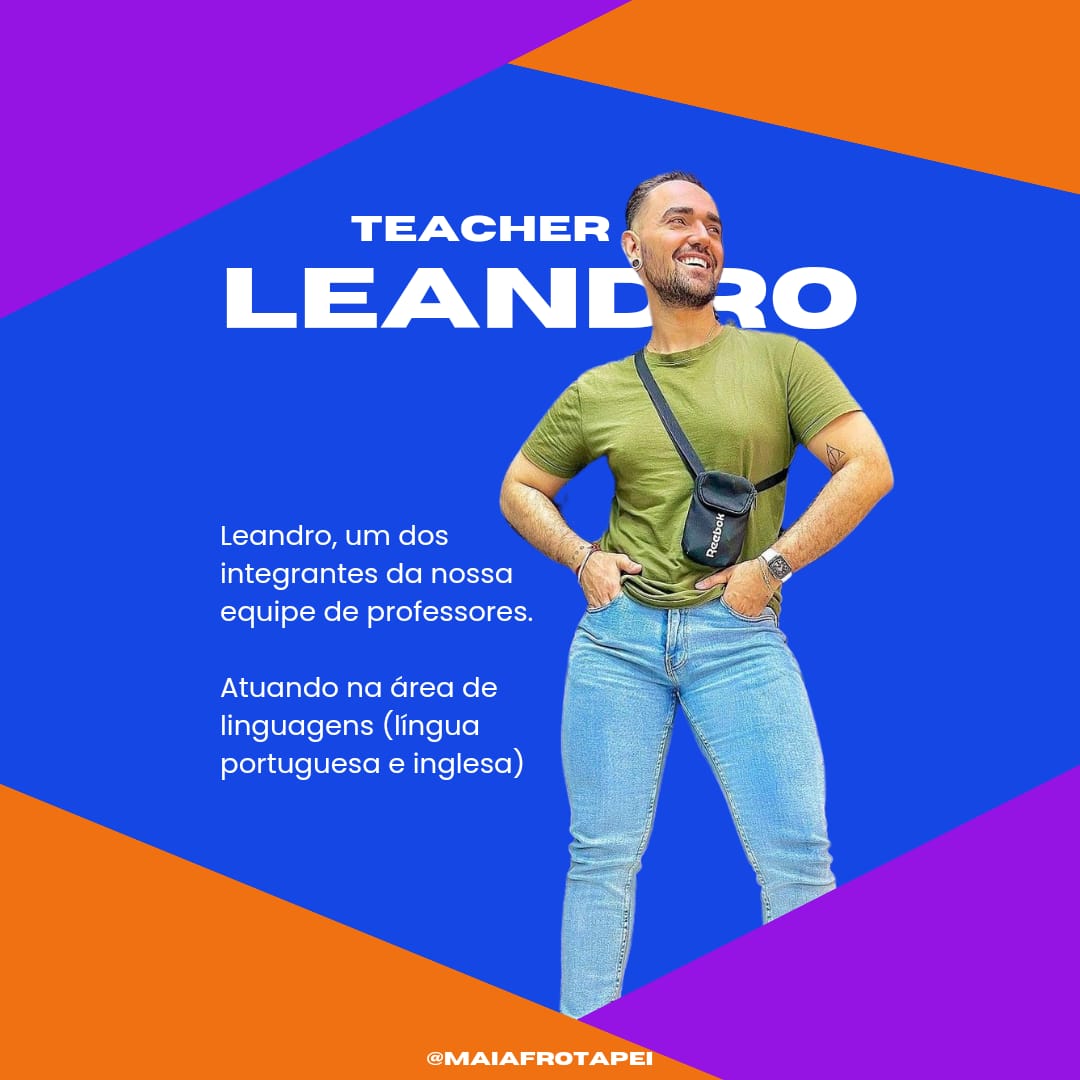 TEACHER
LEANDRO
Reebok
Leandro, um dos
integrantes da nossa
equipe de professores.
Atuando na área de
linguagens (língua
portuguesa e inglesa)
@MAIAFROTAPEI